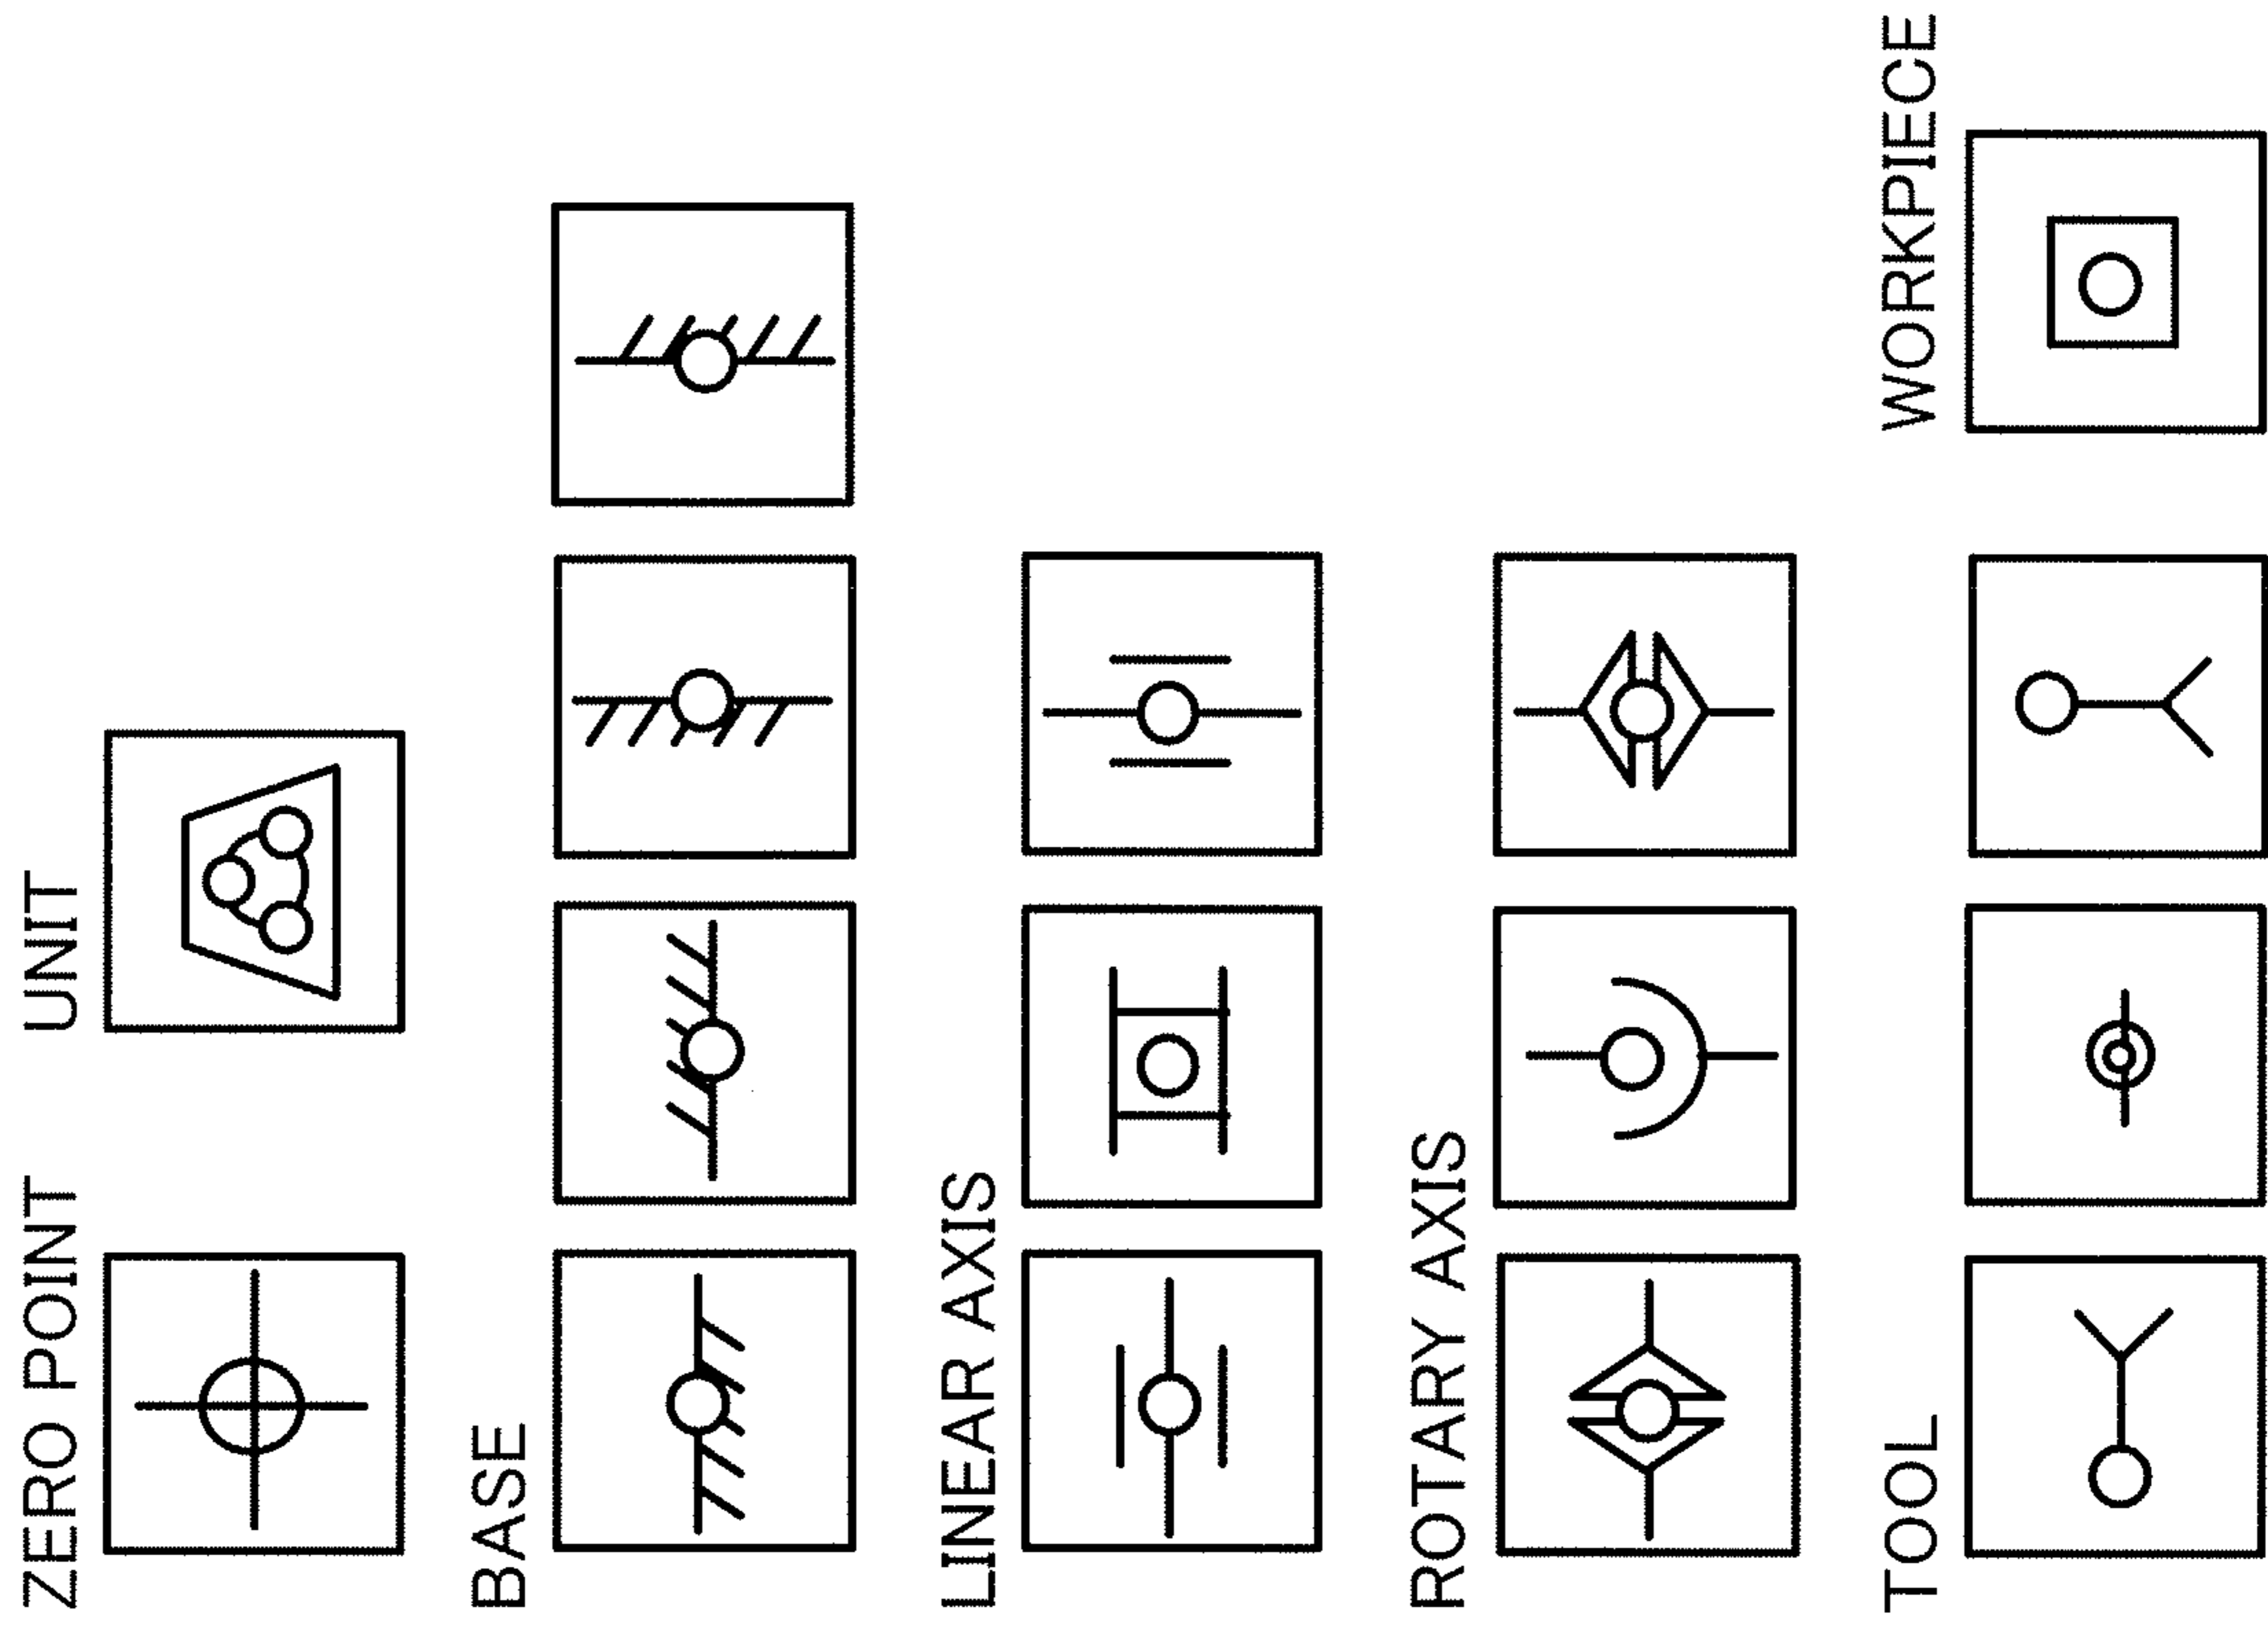 ZERO POINT
UNIT
BASE
LINEAR AXIS
ROTARY AXIS
TOOL
WORKPIECE